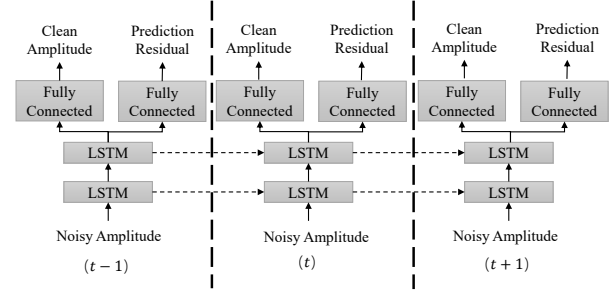 Clean Amplitude
Prediction Residual
Clean Amplitude
Prediction Residual
Clean Amplitude
Prediction Residual
Fully Connected
Fully Connected
Fully Connected
Fully Connected
Fully Connected
Fully Connected
LSTM
LSTM
LSTM
LSTM
LSTM
LSTM
Noisy Amplitude
Noisy Amplitude
Noisy Amplitude
(t − 1)
(t)
(t + 1)